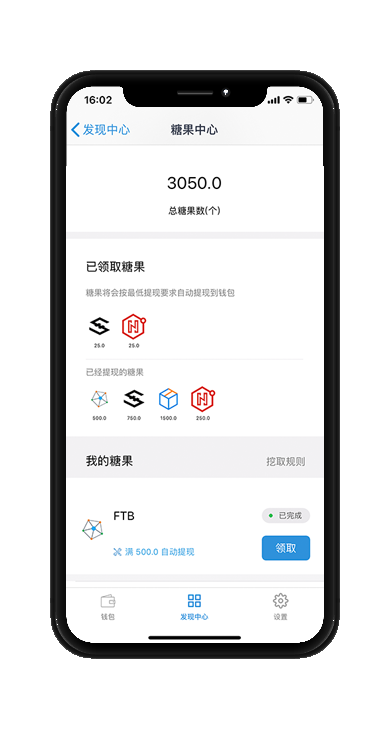 16:02
发现中心
糖果中心
3050.0
总糖果数(个)
已领取糖果
糖果将会按最低提现要求自动提现到钱包
25.0 25.0
已经提现的糖果
500.0 750.0 1500.0 250.0
我的糖果 挖取规则
FTB
已完成
满 500.0 自动提现
领取
钱包 发现中心 设置